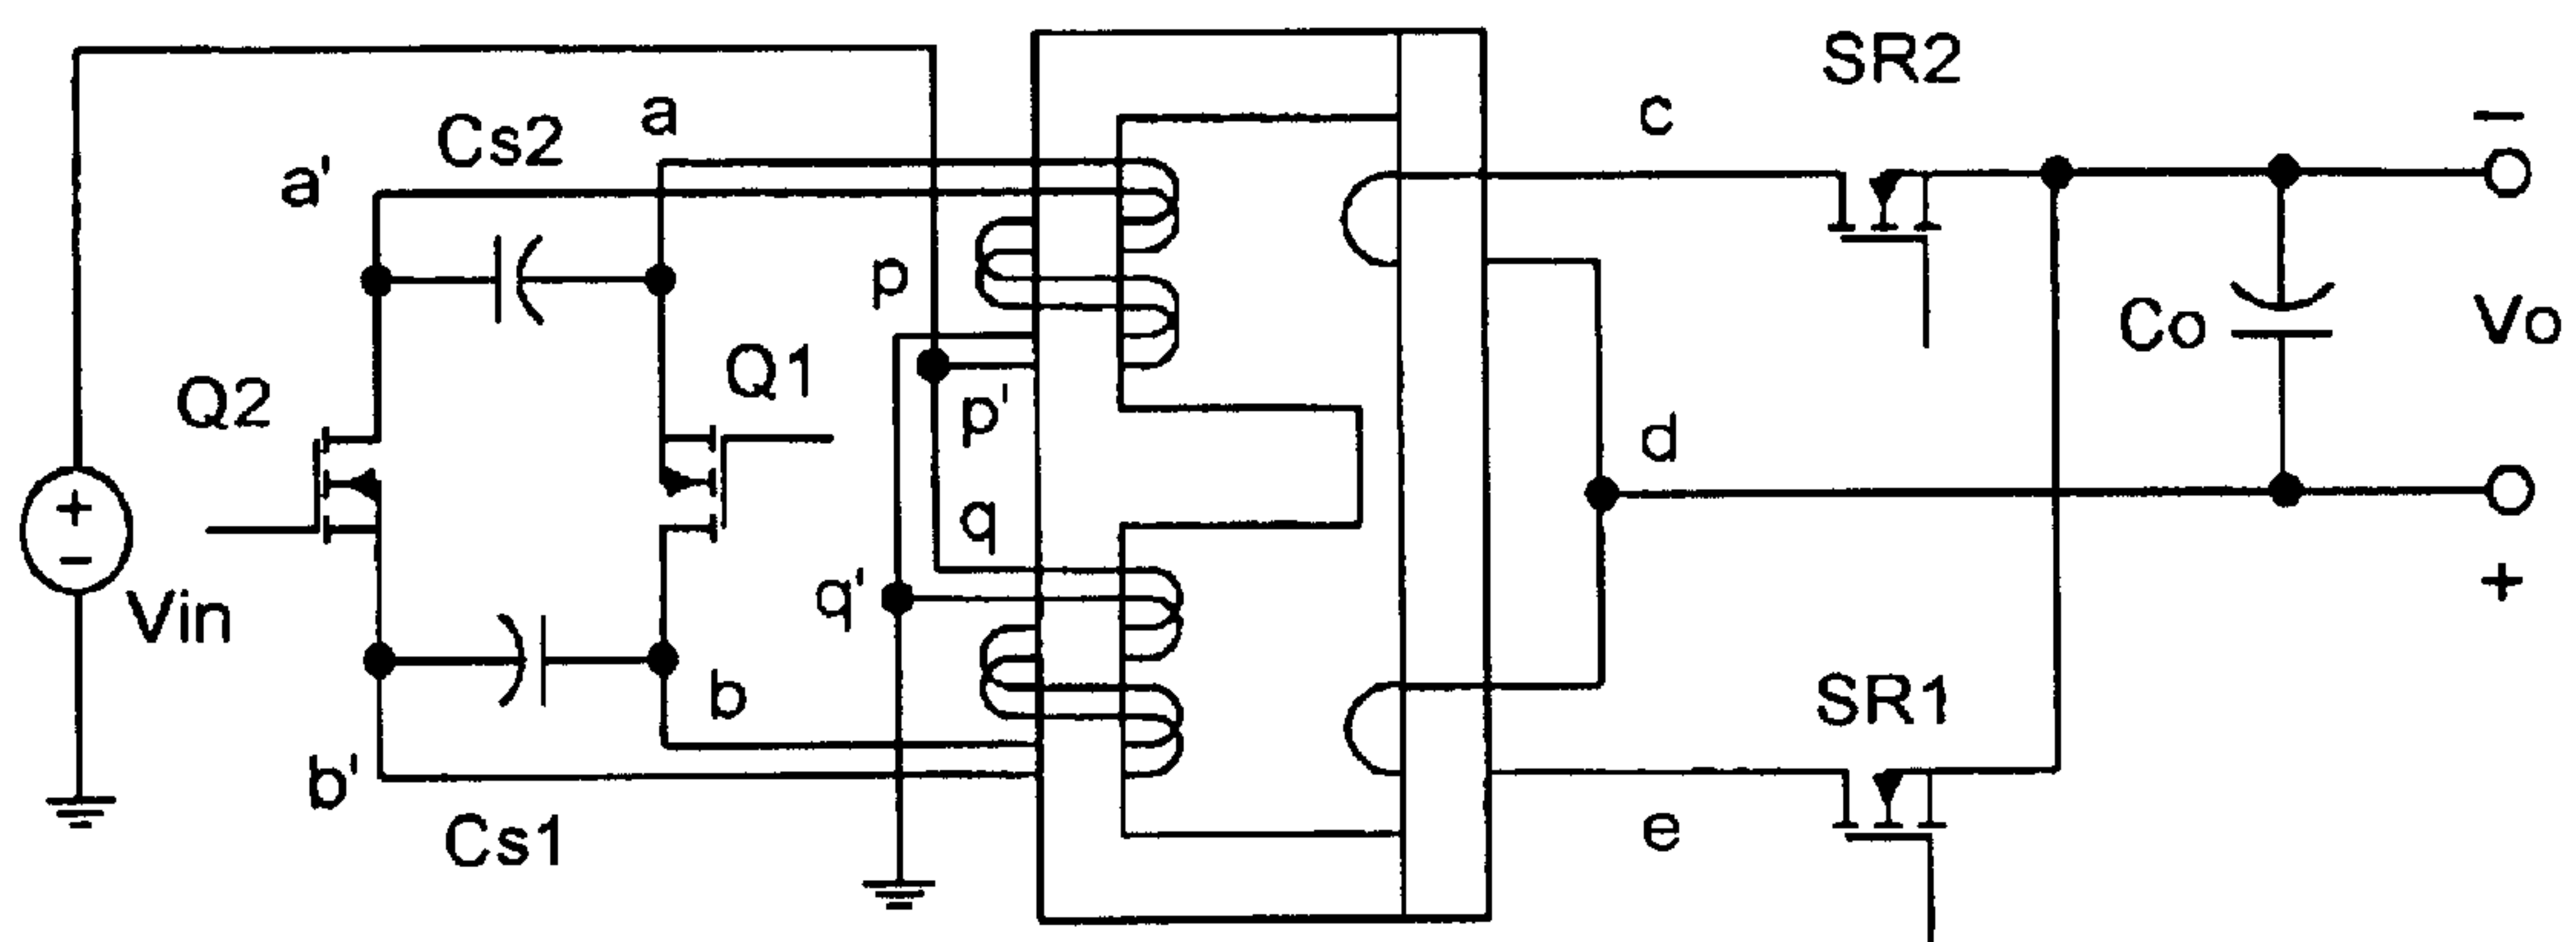 SR2
a
c
−
Cs2
a'
p
Co
Vo
Q1
Q2
p'
d
q
+
−
q'
+
Vin
b
SR1
b'
Cs1
e